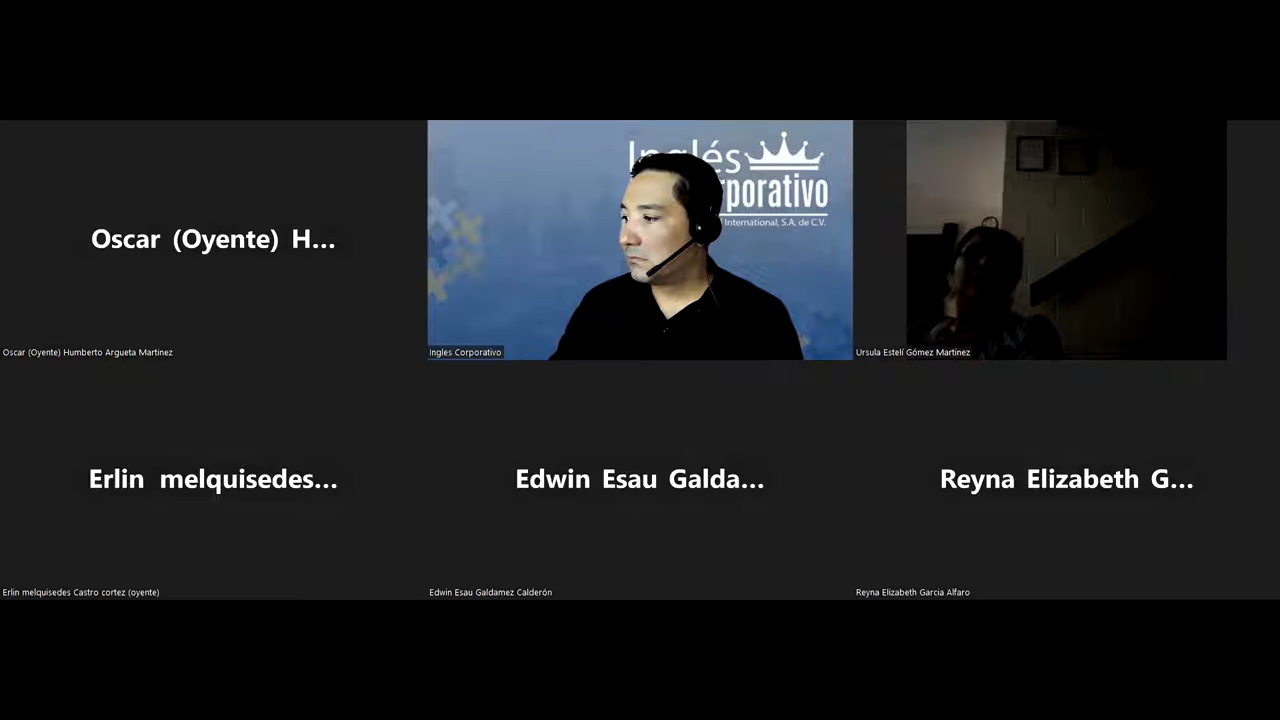 Oscar (Oyente) H...
Oscar (Oyente) Humberto Argueta Martinez
Inglés
porativo
International, S.A. de C.V.
Ingles Corporativo
Ursula Estelí Gómez Martinez
Erlin melquisedes...
Edwin Esau Galda...
Reyna Elizabeth G...
Erlin melquisedes Castro cortez (oyente)
Edwin Esau Galdamez Calderón
Reyna Elizabeth Garcia Alfaro